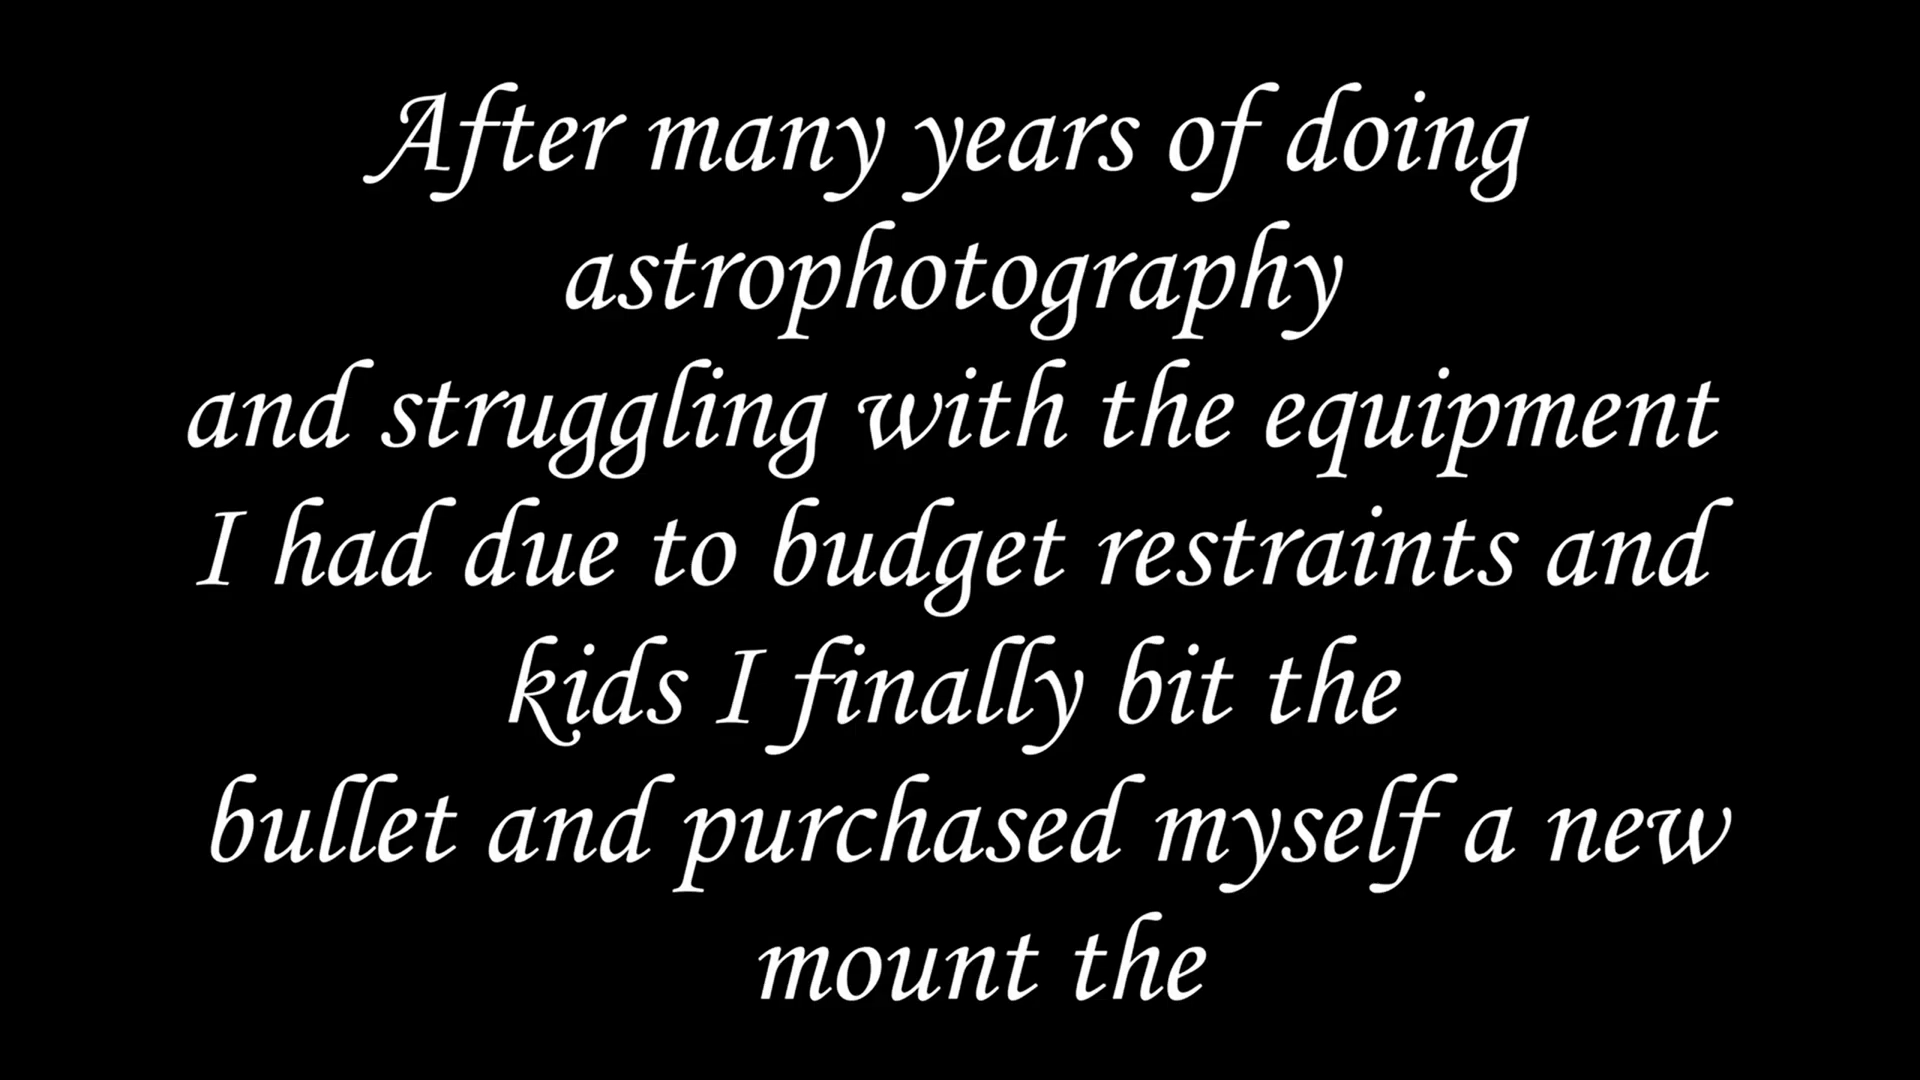 After many years of doing
astrophotography
and struggling with the equipment
I had due to budget restraints and
kids I finally bit the
bullet and purchased myself a new
mount the